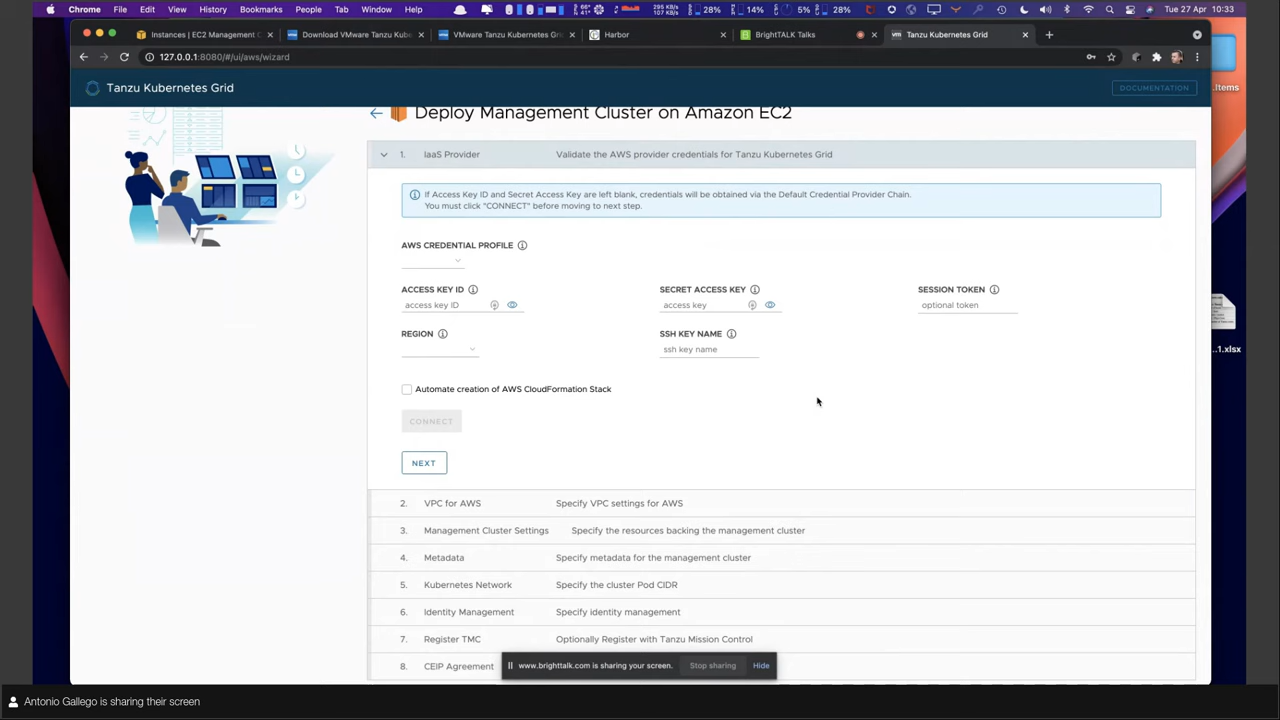 Chrome File Edit View History Bookmarks People Tab Window Help
28% 14% 5% 28% Tue 27 Apr 10:33
Instances | EC2 Management C
Download VMware Tanzu Kube
VMware Tanzu Kubernetes Gri
Harbor
BrightTALK Talks
Tanzu Kubernetes Grid
127.0.0.1:8080/#/ui/aws/wizard
Tanzu Kubernetes Grid
DOCUMENTATION
.Items
Deploy Management Cluster on Amazon EC2
1. IaaS Provider Validate the AWS provider credentials for Tanzu Kubernetes Grid
If Access Key ID and Secret Access Key are left blank, credentials will be obtained via the Default Credential Provider Chain.
You must click "CONNECT" before moving to next step.
AWS CREDENTIAL PROFILE
ACCESS KEY ID SECRET ACCESS KEY SESSION TOKEN
access key ID access key optional token
REGION SSH KEY NAME
ssh key name
...1.xlsx
Automate creation of AWS CloudFormation Stack
CONNECT
NEXT
2. VPC for AWS Specify VPC settings for AWS
3. Management Cluster Settings Specify the resources backing the management cluster
4. Metadata Specify metadata for the management cluster
5. Kubernetes Network Specify the cluster Pod CIDR
6. Identity Management Specify identity management
7. Register TMC Optionally Register with Tanzu Mission Control
8. CEIP Agreement
www.brighttalk.com is sharing your screen. Stop sharing Hide
Antonio Gallego is sharing their screen